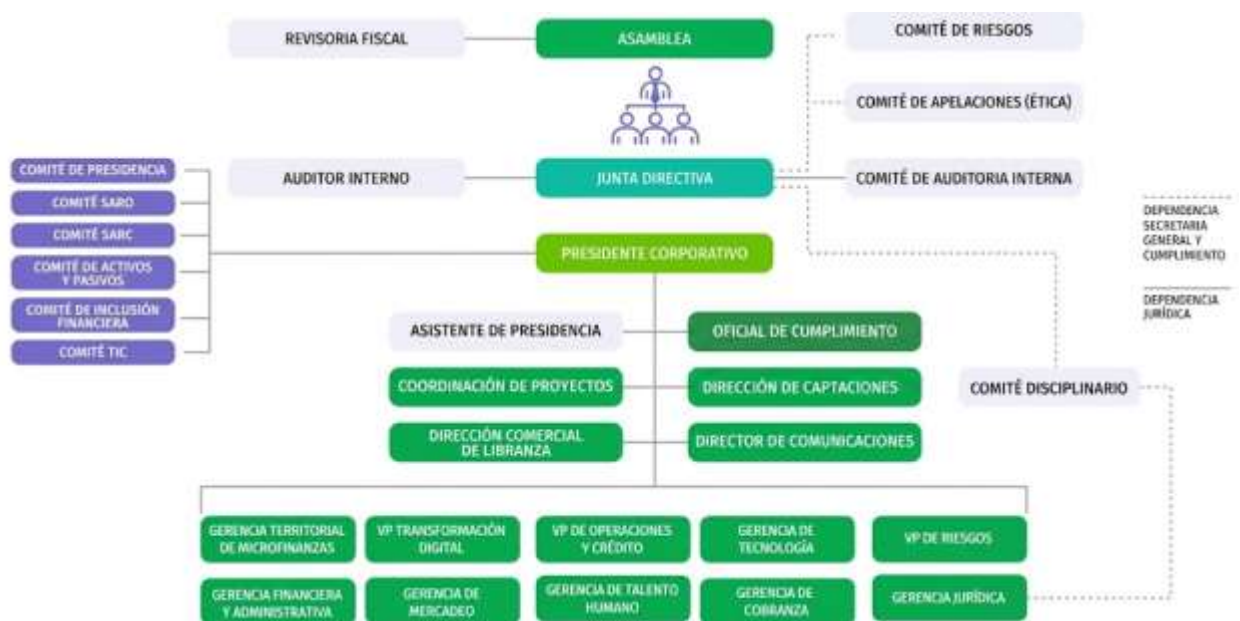 REVISORIA FISCAL
ASAMBLEA
COMITÉ DE RIESGOS
COMITÉ DE APELACIONES (ÉTICA)
AUDITOR INTERNO
JUNTA DIRECTIVA
COMITÉ DE AUDITORIA INTERNA
COMITÉ DE PRESIDENCIA
COMITÉ SARO
COMITÉ SARC
COMITÉ DE ACTIVOS
Y PASIVOS
COMITÉ DE INCLUSIÓN
FINANCIERA
COMITÉ TIC
PRESIDENTE CORPORATIVO
DEPENDENCIA
SECRETARIA
GENERAL Y
CUMPLIMIENTO
DEPENDENCIA
JURÍDICA
ASISTENTE DE PRESIDENCIA
OFICIAL DE CUMPLIMIENTO
COORDINACIÓN DE PROYECTOS
DIRECCIÓN DE CAPTACIONES
COMITÉ DISCIPLINARIO
DIRECCIÓN COMERCIAL
DE LIBRANZA
DIRECTOR DE COMUNICACIONES
GERENCIA TERRITORIAL
DE MICROFINANZAS
VP TRANSFORMACIÓN
DIGITAL
VP DE OPERACIONES
Y CRÉDITO
GERENCIA DE
TECNOLOGÍA
VP DE RIESGOS
GERENCIA FINANCIERA
Y ADMINISTRATIVA
GERENCIA DE
MERCADEO
GERENCIA DE TALENTO
HUMANO
GERENCIA DE
COBRANZA
GERENCIA JURÍDICA